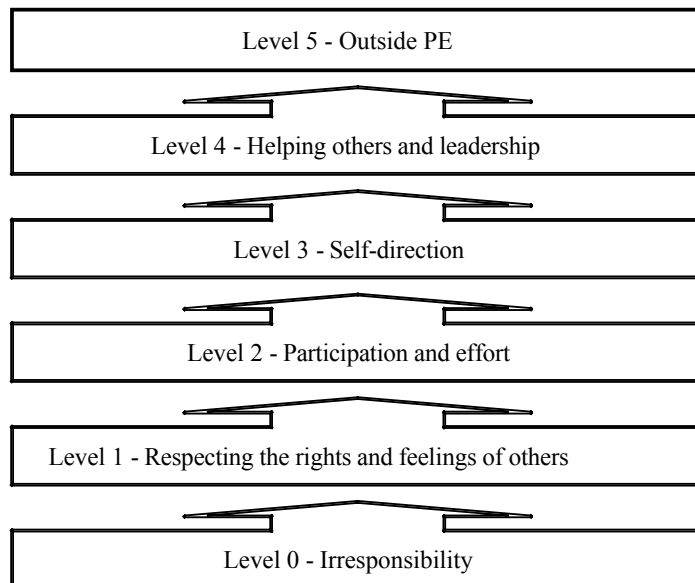 Level 5 - Outside PE
Level 4 - Helping others and leadership
Level 3 - Self-direction
Level 2 - Participation and effort
Level 1 - Respecting the rights and feelings of others
Level 0 - Irresponsibility